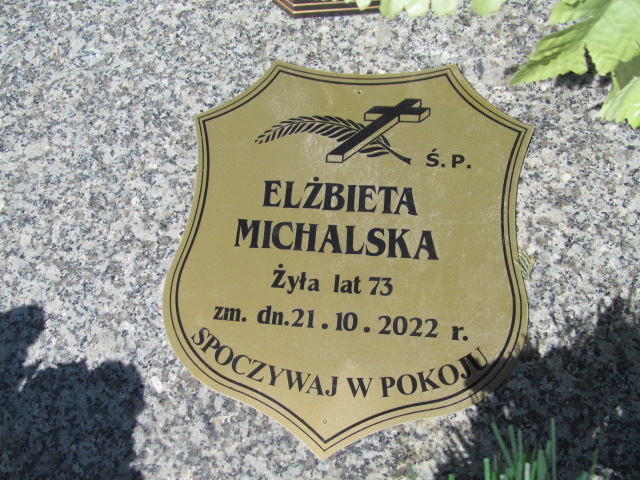 Ś.P.
ELŻBIETA
MICHALSKA
Żyła lat 73
zm. dn.21.10.2022 r.
SPOCZYWAJ W POKOJU